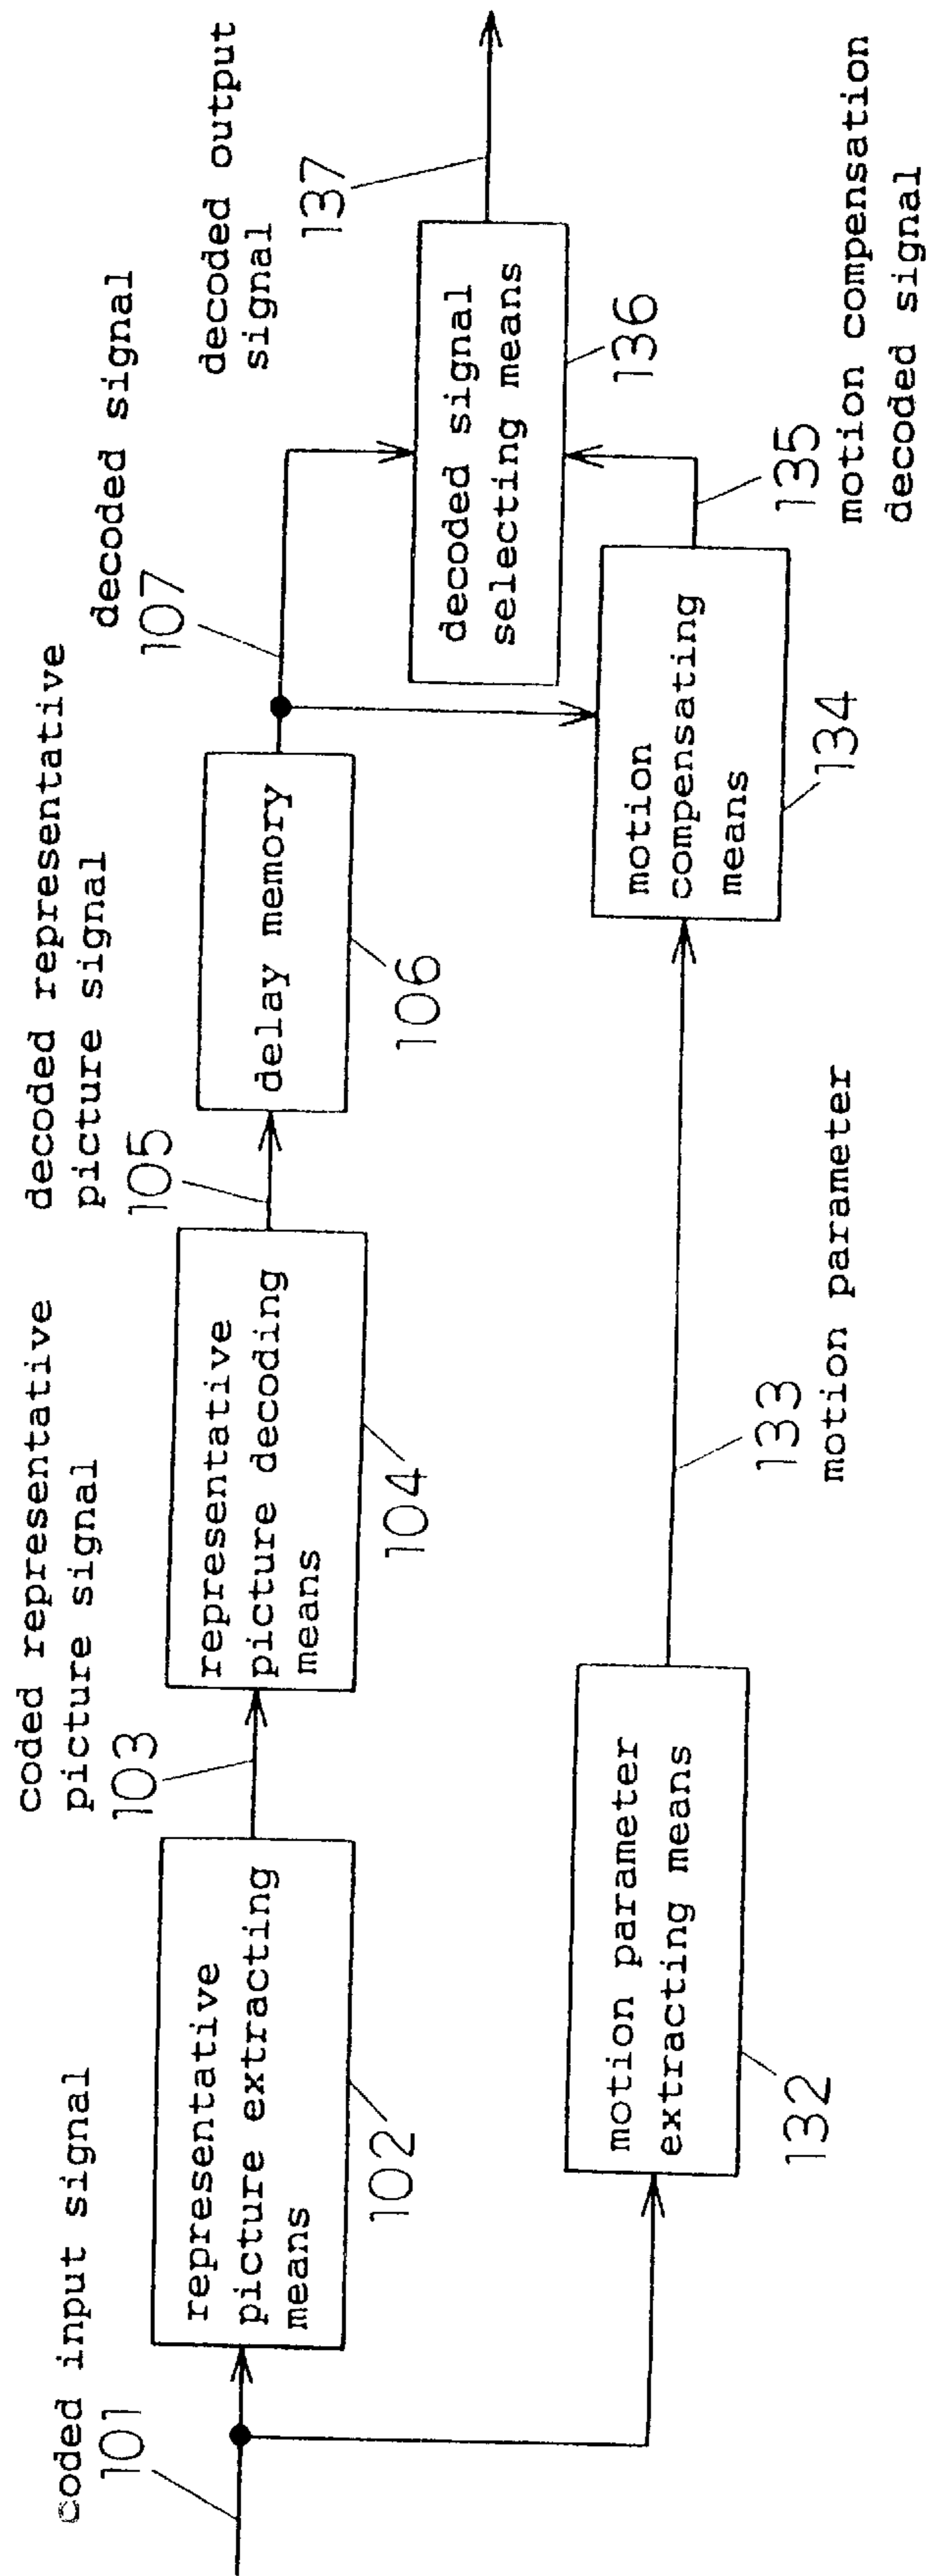 coded input signal
101
representative
picture extracting
means
102
coded representative
picture signal
103
representative
picture decoding
means
104
decoded representative
picture signal
105
delay memory
106
decoded signal
107
decoded output
signal
137
decoded signal
selecting means
136
motion parameter
extracting means
132
133
motion parameter
motion
compensating
means
134
135
motion compensation
decoded signal